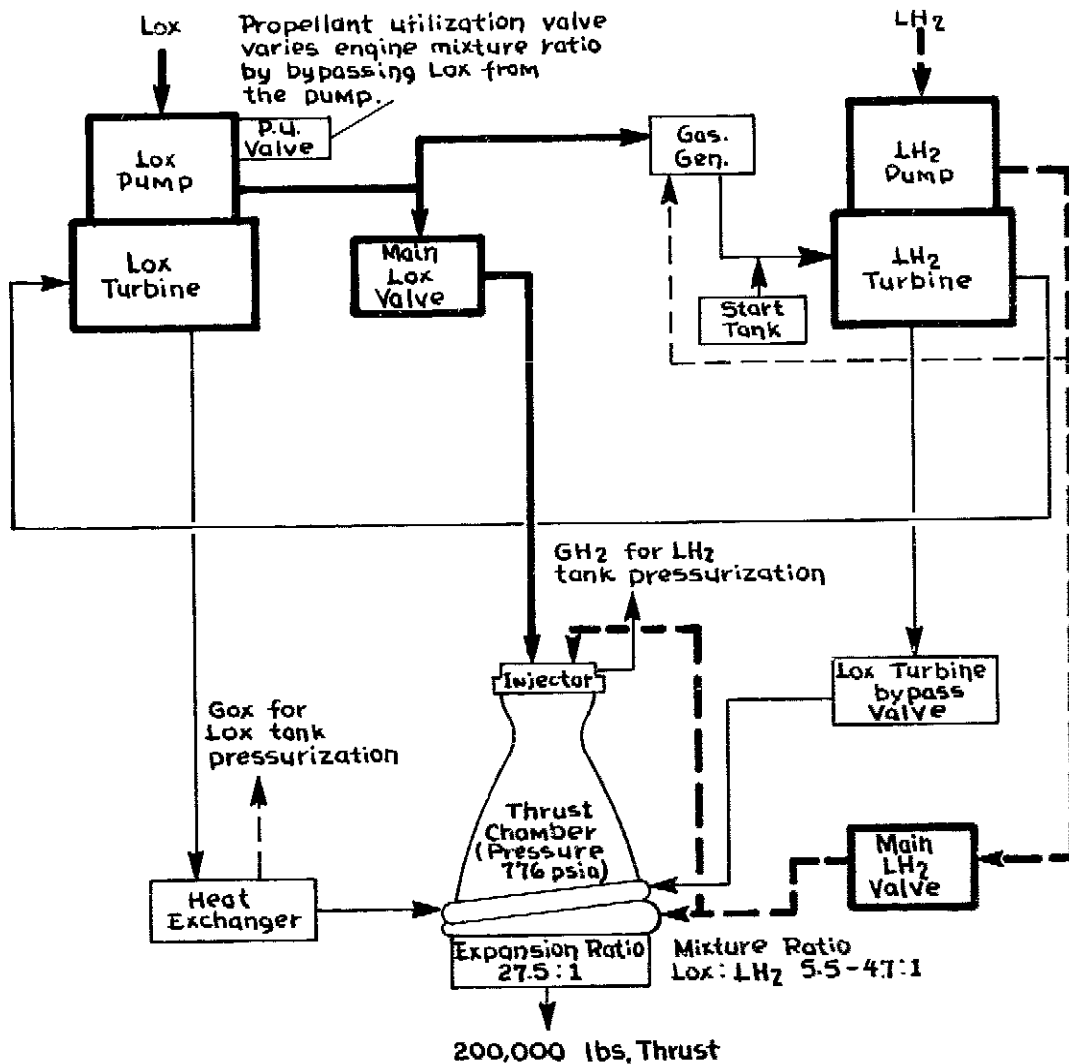 Lox
Propellant utilization valve
varies engine mixture ratio
by bypassing Lox from
the pump.
LH2
P.U.
Valve
Lox
Pump
Gas.
Gen.
LH2
Pump
Lox
Turbine
Main
Lox
Valve
Start
Tank
LH2
Turbine
GH2 for LH2
tank pressurization
Injector
Lox Turbine
bypass
Valve
Gox for
Lox tank
pressurization
Thrust
Chamber
(Pressure
776 psia)
Main
LH2
Valve
Heat
Exchanger
Expansion Ratio
27.5:1
Mixture Ratio
Lox: LH2 5.5-4.7:1
200,000 lbs, Thrust